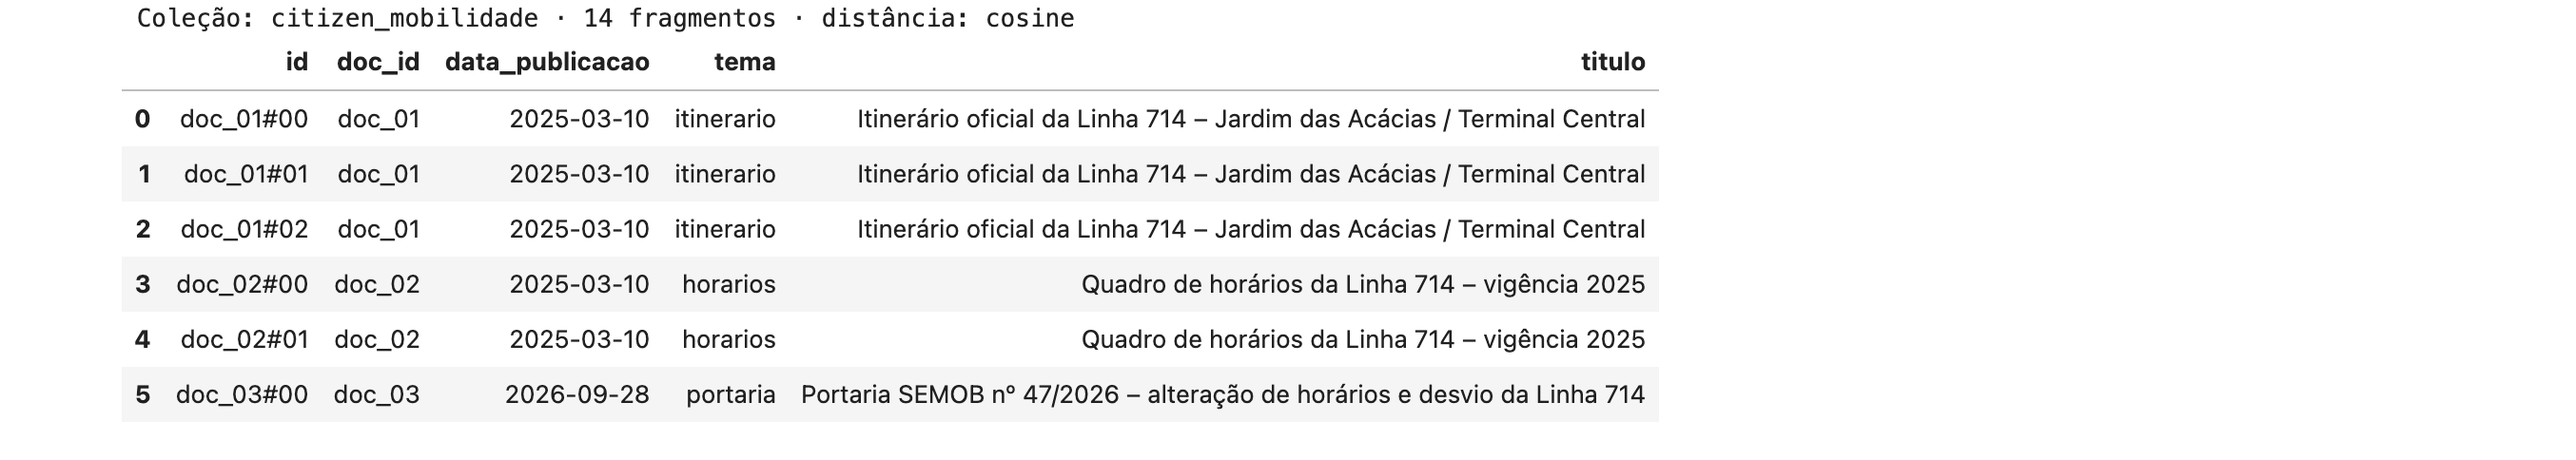 Coleção: citizen_mobilidade · 14 fragmentos · distância: cosine
id doc_id data_publicacao tema titulo
0 doc_01#00 doc_01 2025-03-10 itinerario Itinerário oficial da Linha 714 – Jardim das Acácias / Terminal Central
1 doc_01#01 doc_01 2025-03-10 itinerario Itinerário oficial da Linha 714 – Jardim das Acácias / Terminal Central
2 doc_01#02 doc_01 2025-03-10 itinerario Itinerário oficial da Linha 714 – Jardim das Acácias / Terminal Central
3 doc_02#00 doc_02 2025-03-10 horarios Quadro de horários da Linha 714 – vigência 2025
4 doc_02#01 doc_02 2025-03-10 horarios Quadro de horários da Linha 714 – vigência 2025
5 doc_03#00 doc_03 2026-09-28 portaria Portaria SEMOB nº 47/2026 – alteração de horários e desvio da Linha 714